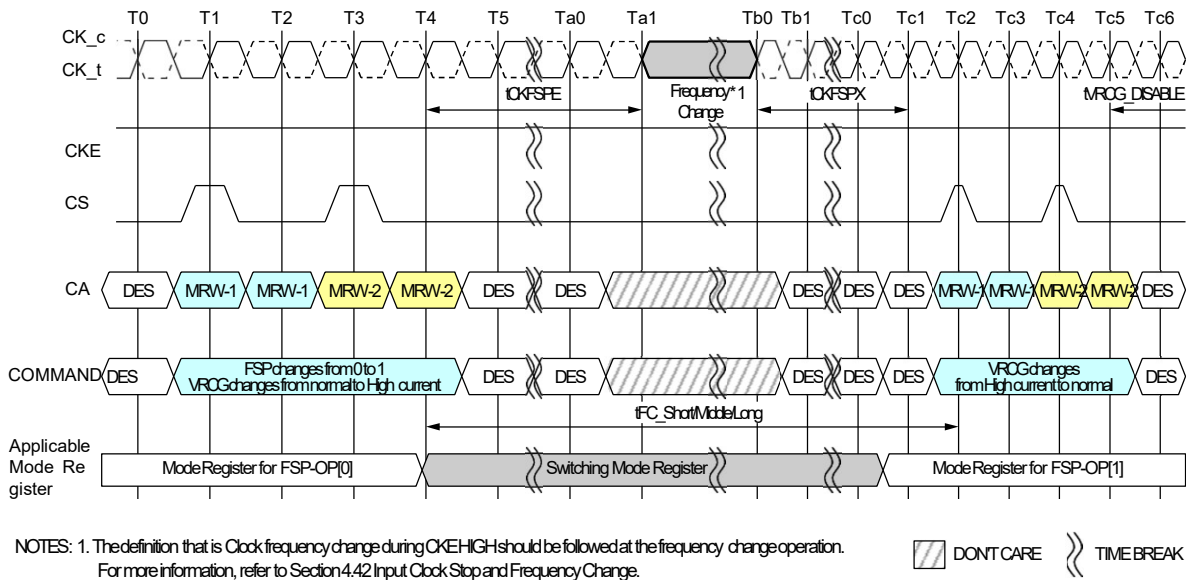 T0 T1 T2 T3 T4 T5 Ta0 Ta1 Tb0 Tb1 Tc0 Tc1 Tc2 Tc3 Tc4 Tc5 Tc6
CK_c
CK_t
tCKFSPE Frequency*1 tCKFSPX tVRCG_DISABLE
Change
CKE
CS
CA DES MRW-1 MRW-1 MRW-2 MRW-2 DES DES DES DES DES MRW-1 MRW-1 MRW-2 MRW-2 DES
COMMAND DES FSP changes from 0 to 1 DES DES DES DES DES VRCG changes DES
VRCG changes from normal to High current from High current to normal
tFC_Short/Middle/Long
Applicable
Mode Re
gister
Mode Register for FSP-OP[0] Switching Mode Register Mode Register for FSP-OP[1]
NOTES: 1. The definition that is Clock frequency change during CKE HIGH should be followed at the frequency change operation.
For more information, refer to Section 4.42 Input Clock Stop and Frequency Change.
DON'T CARE TIME BREAK